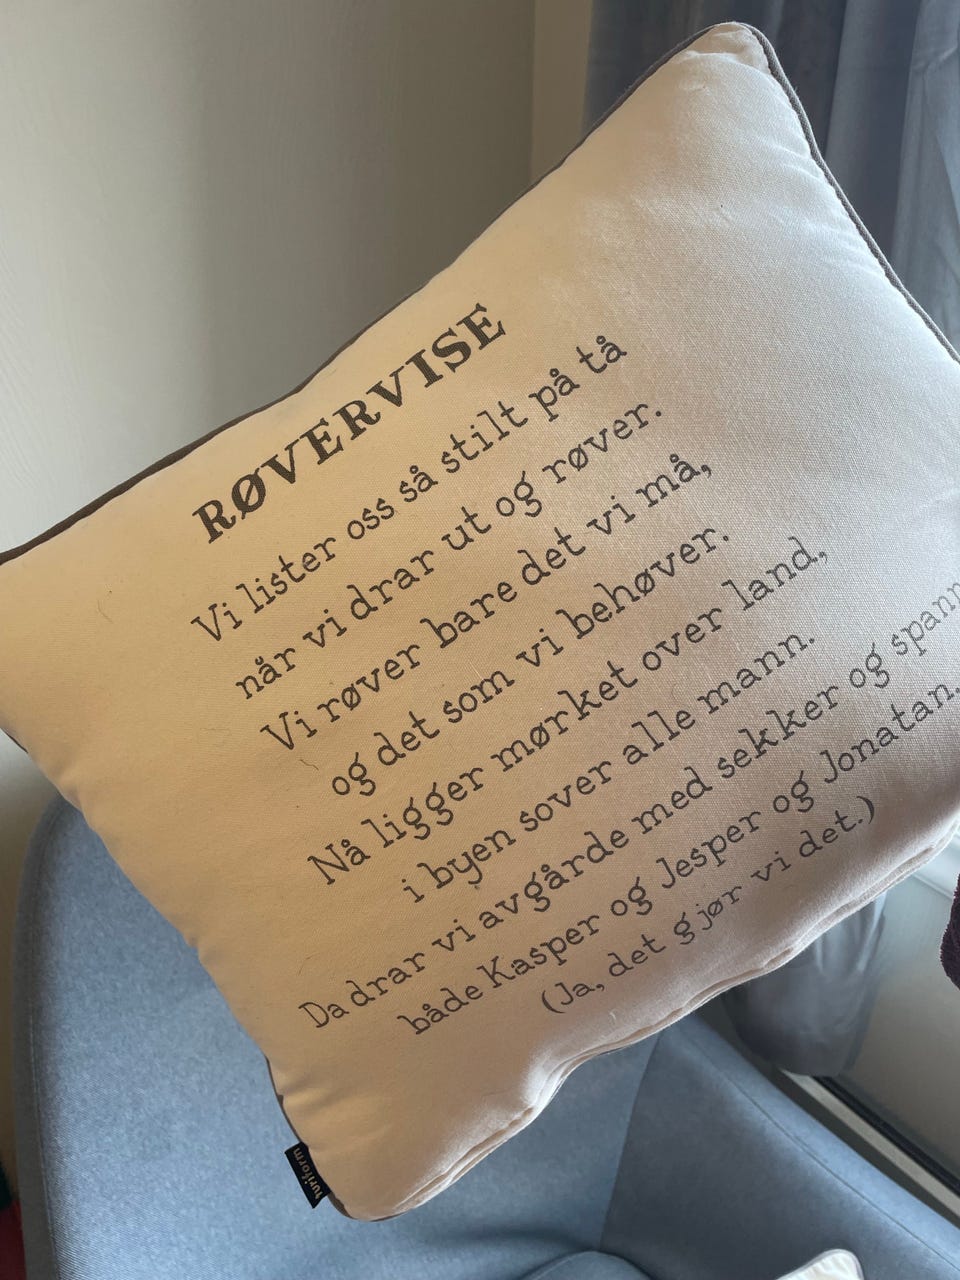 RØVERVISE
Vi lister oss så stilt på tå
når vi drar ut og røver.
Vi røver bare det vi må,
og det som vi behøver.
Nå ligger mørket over land,
i byen sover alle mann.
Da drar vi avgårde med sekker og spann
både Kasper og Jesper og Jonatan.
(Ja, det gjør vi det.)
turiform